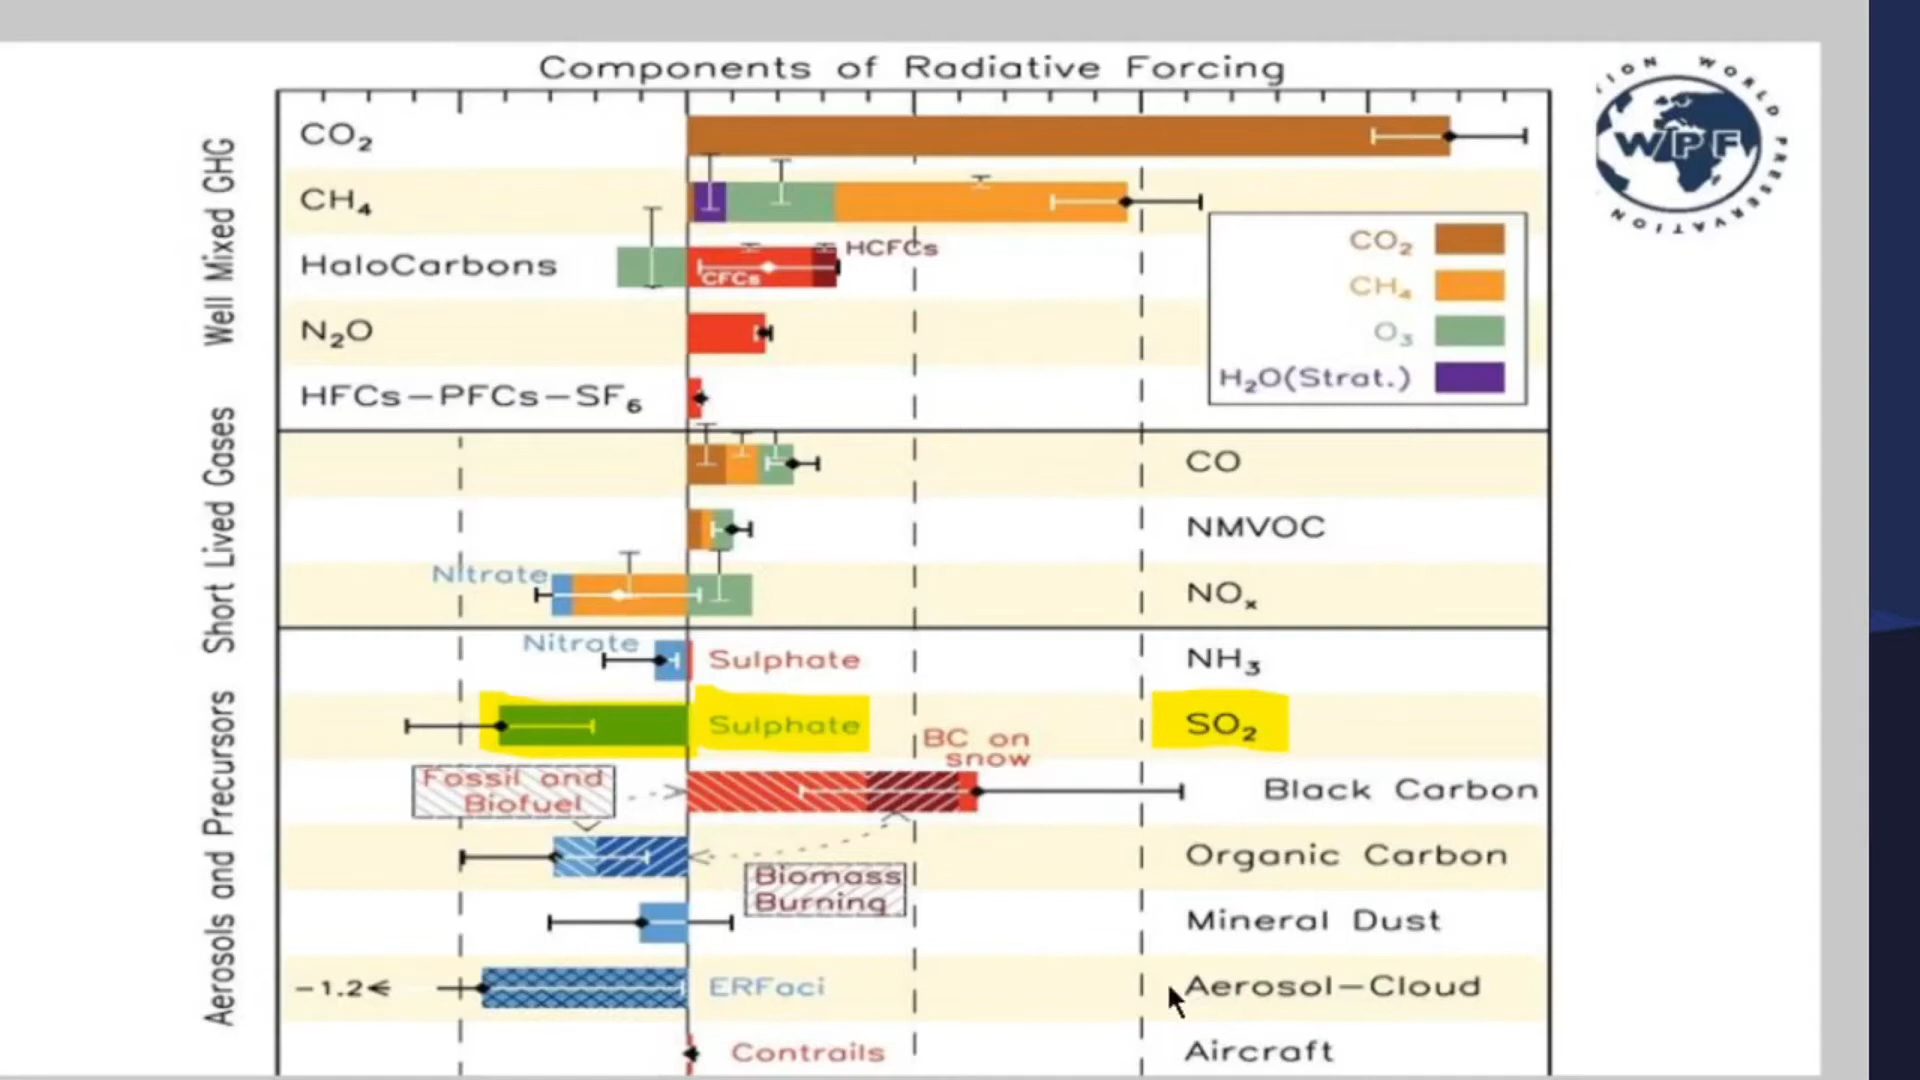 Components of Radiative Forcing
WORLD PRESERVATION
WPF
Well Mixed GHG
CO₂
CH₄
HaloCarbons
HCFCs
CFCs
N₂O
HFCs–PFCs–SF₆
CO₂
CH₄
O₃
H₂O(Strat.)
Short Lived Gases
CO
NMVOC
Nitrate
NOₓ
Aerosols and Precursors
Nitrate
Sulphate
NH₃
Sulphate
SO₂
BC on
snow
Fossil and
Biofuel
Black Carbon
Organic Carbon
Biomass
Burning
Mineral Dust
-1.2
ERFaci
Aerosol–Cloud
Contrails
Aircraft